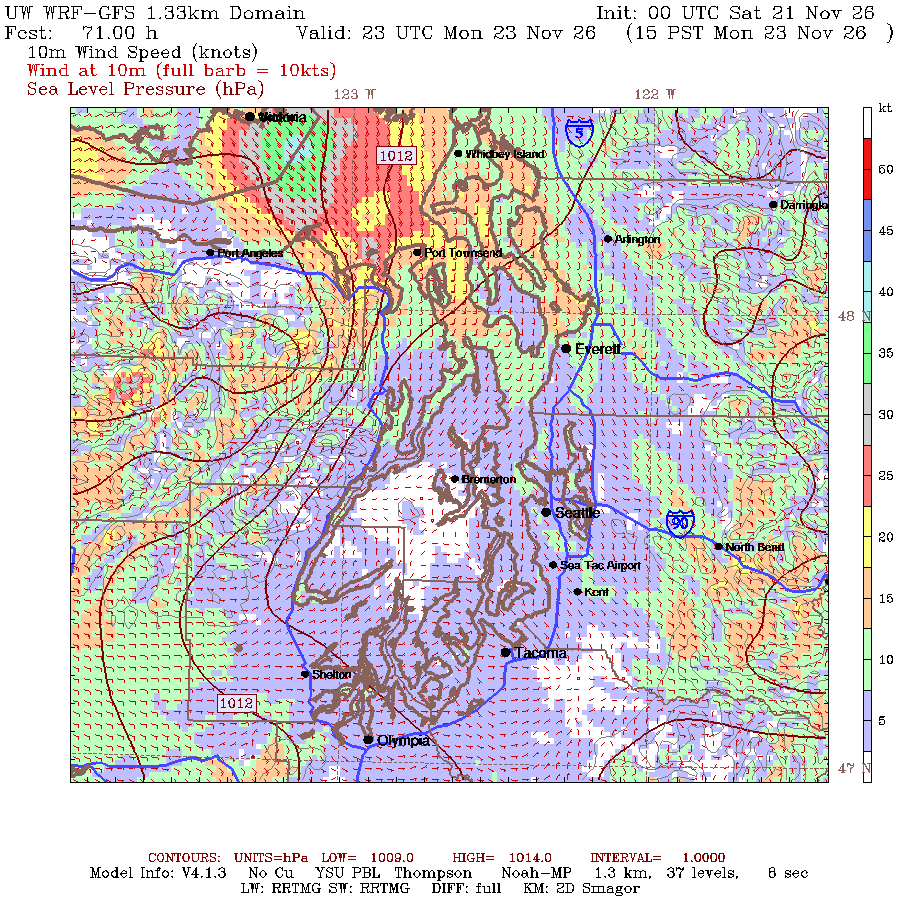 UW WRF-GFS 1.33km Domain Init: 00 UTC Sat 21 Nov 26
Fcst: 71.00 h Valid: 23 UTC Mon 23 Nov 26 (15 PST Mon 23 Nov 26 )
10m Wind Speed (knots)
Wind at 10m (full barb = 10kts)
Sea Level Pressure (hPa)
123 W 122 W
kt
Victoria
5
1012
Whidbey Island
60
Darringto
45
Arlington
Port Angeles
Port Townsend
40
48 N
Everett
35
30
25
Bremerton
Seattle
90
20
North Bend
Sea Tac Airport
Kent
15
Tacoma
10
Shelton
1012
5
Olympia
47 N
CONTOURS: UNITS=hPa LOW= 1009.0 HIGH= 1014.0 INTERVAL= 1.0000
Model Info: V4.1.3 No Cu YSU PBL Thompson Noah-MP 1.3 km, 37 levels, 8 sec
LW: RRTMG SW: RRTMG DIFF: full KM: 2D Smagor